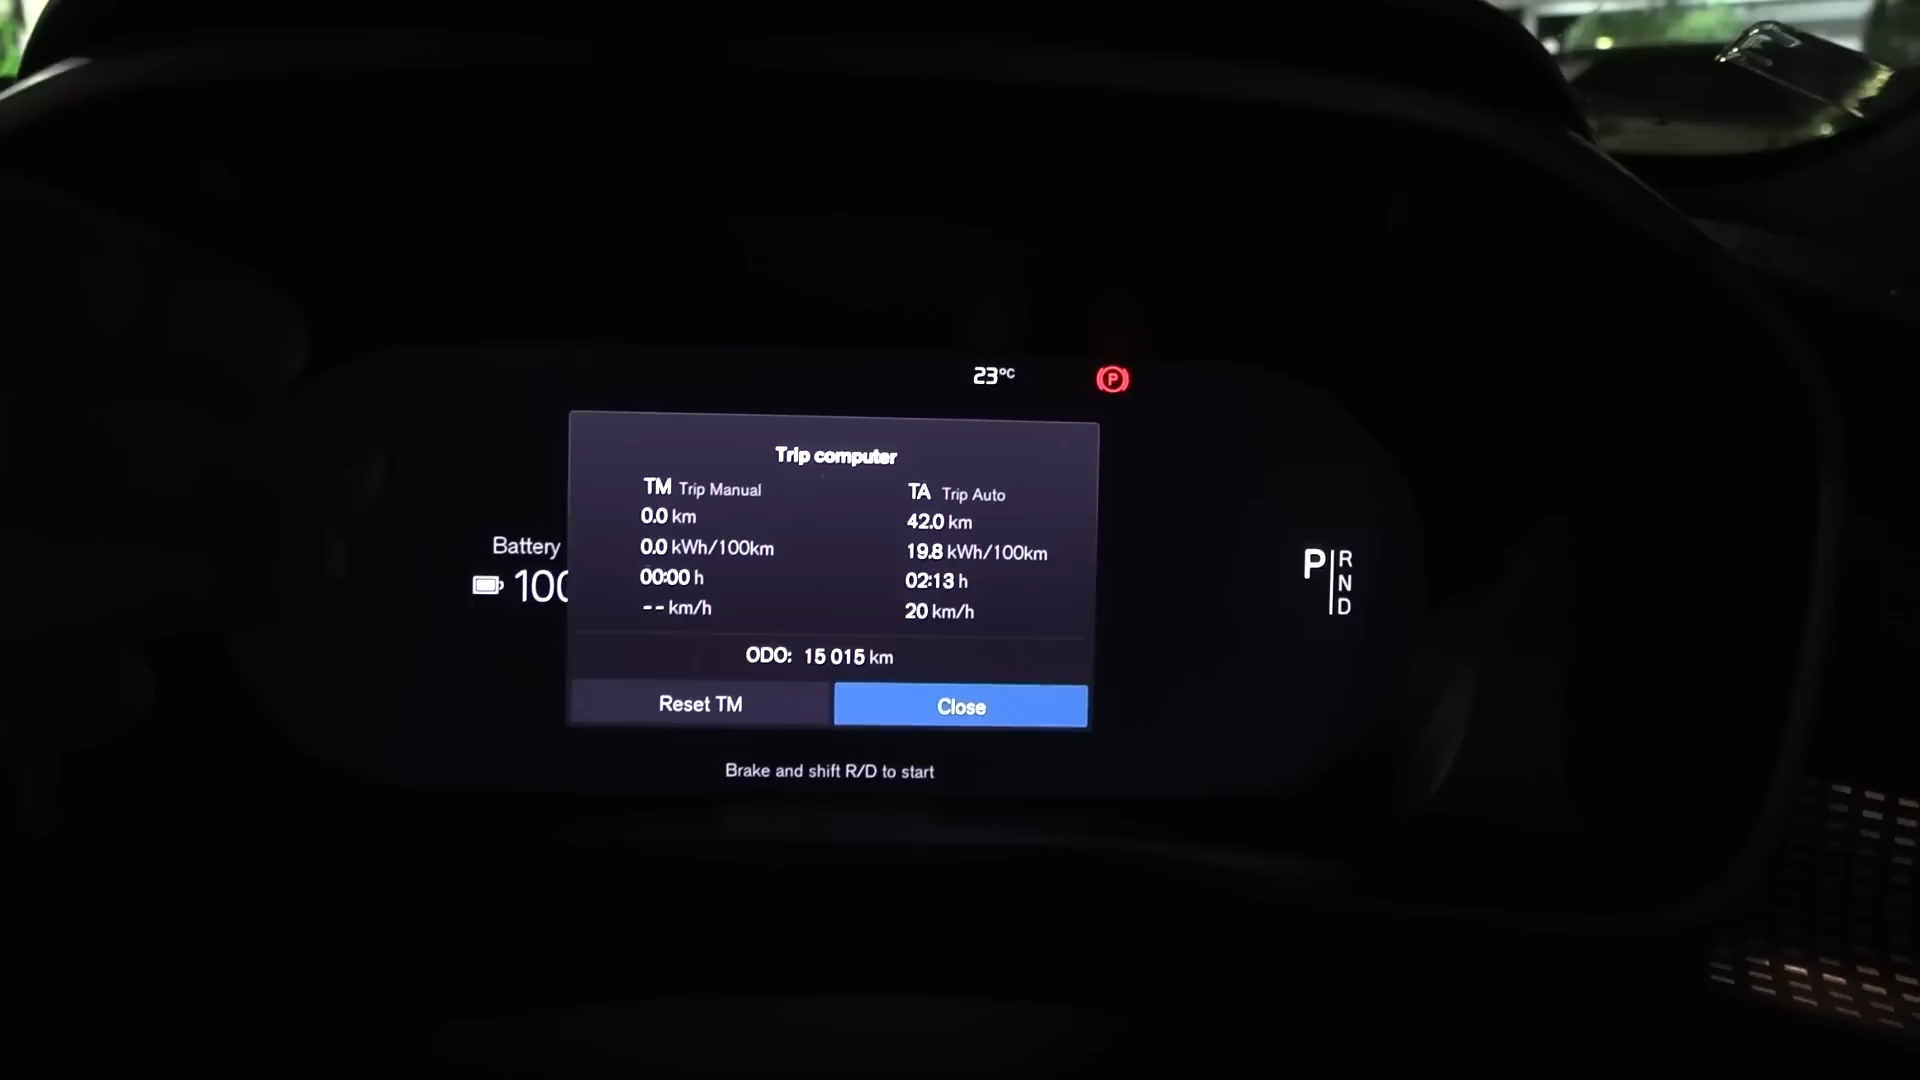 23°C
P
Trip computer
TM Trip Manual
0.0 km
0.0 kWh/100km
00:00 h
-- km/h
TA Trip Auto
42.0 km
19.8 kWh/100km
02:13 h
20 km/h
ODO: 15 015 km
Reset TM
Close
Battery
100
P
R
N
D
Brake and shift R/D to start